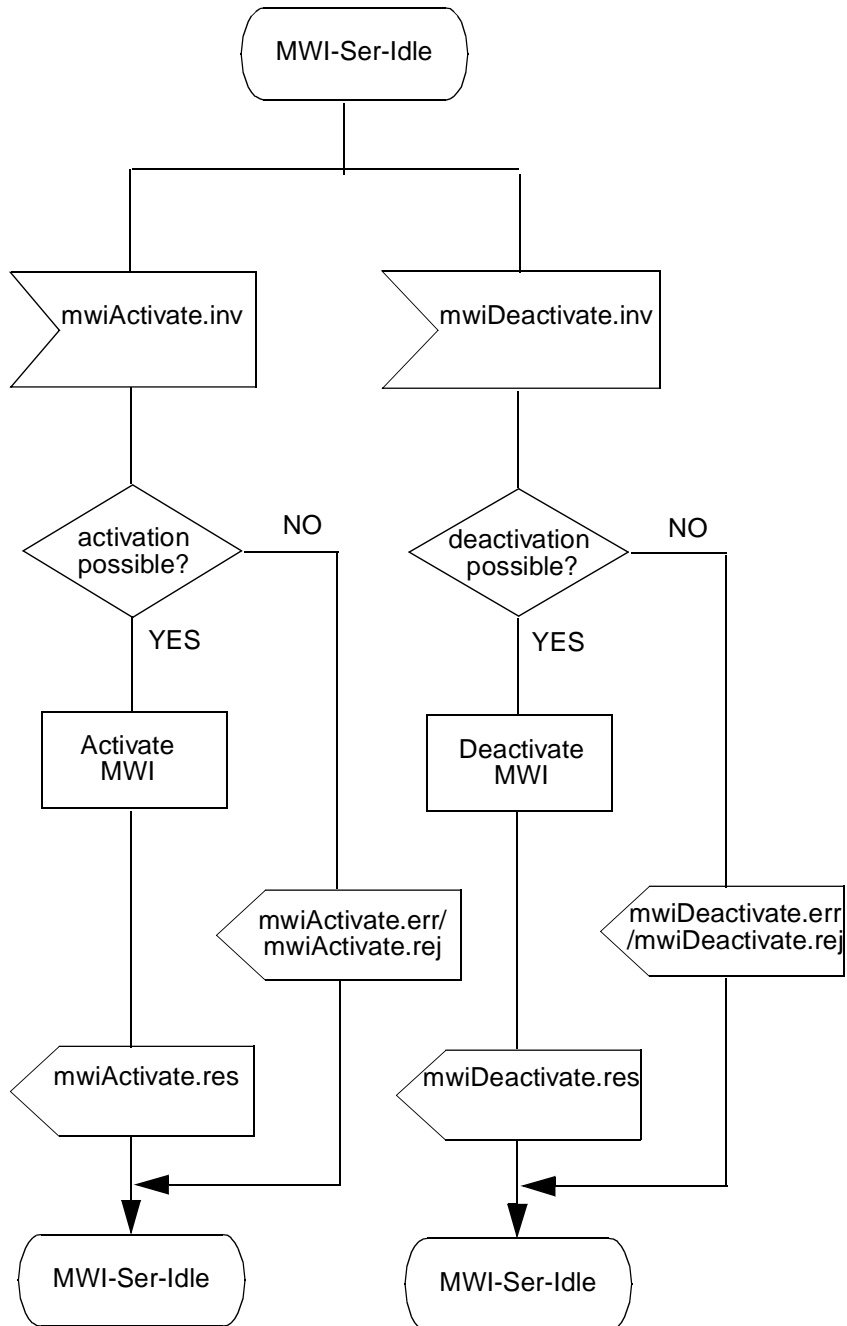 MWI-Ser-Idle
mwiActivate.inv
mwiDeactivate.inv
activation
possible?
NO
deactivation
possible?
NO
YES
YES
Activate
MWI
Deactivate
MWI
mwiActivate.err/
mwiActivate.rej
mwiDeactivate.err
/mwiDeactivate.rej
mwiActivate.res
mwiDeactivate.res
MWI-Ser-Idle
MWI-Ser-Idle